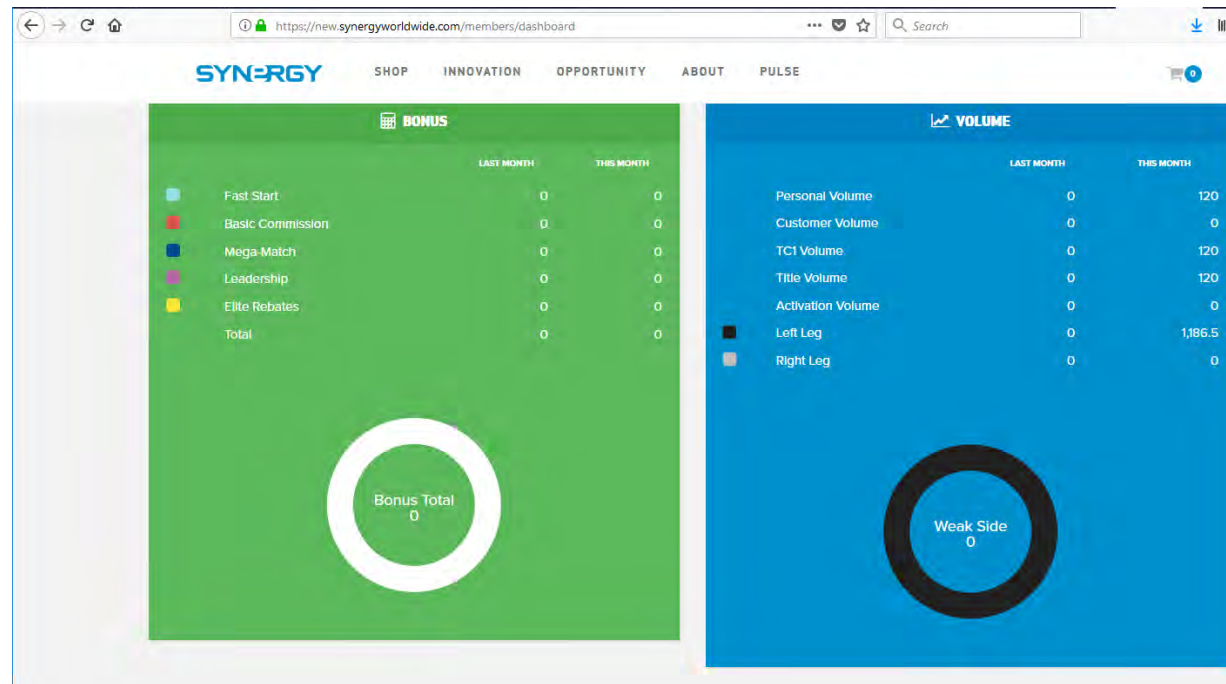 https://new.synergyworldwide.com/members/dashboard
Search
SYNERGY SHOP INNOVATION OPPORTUNITY ABOUT PULSE 0
BONUS
LAST MONTH THIS MONTH
Fast Start 0 0
Basic Commission 0 0
Mega-Match 0 0
Leadership 0 0
Elite Rebates 0 0
Total 0 0
Bonus Total
0
VOLUME
LAST MONTH THIS MONTH
Personal Volume 0 120
Customer Volume 0 0
TC1 Volume 0 120
Title Volume 0 120
Activation Volume 0 0
Left Leg 0 1,186.5
Right Leg 0 0
Weak Side
0